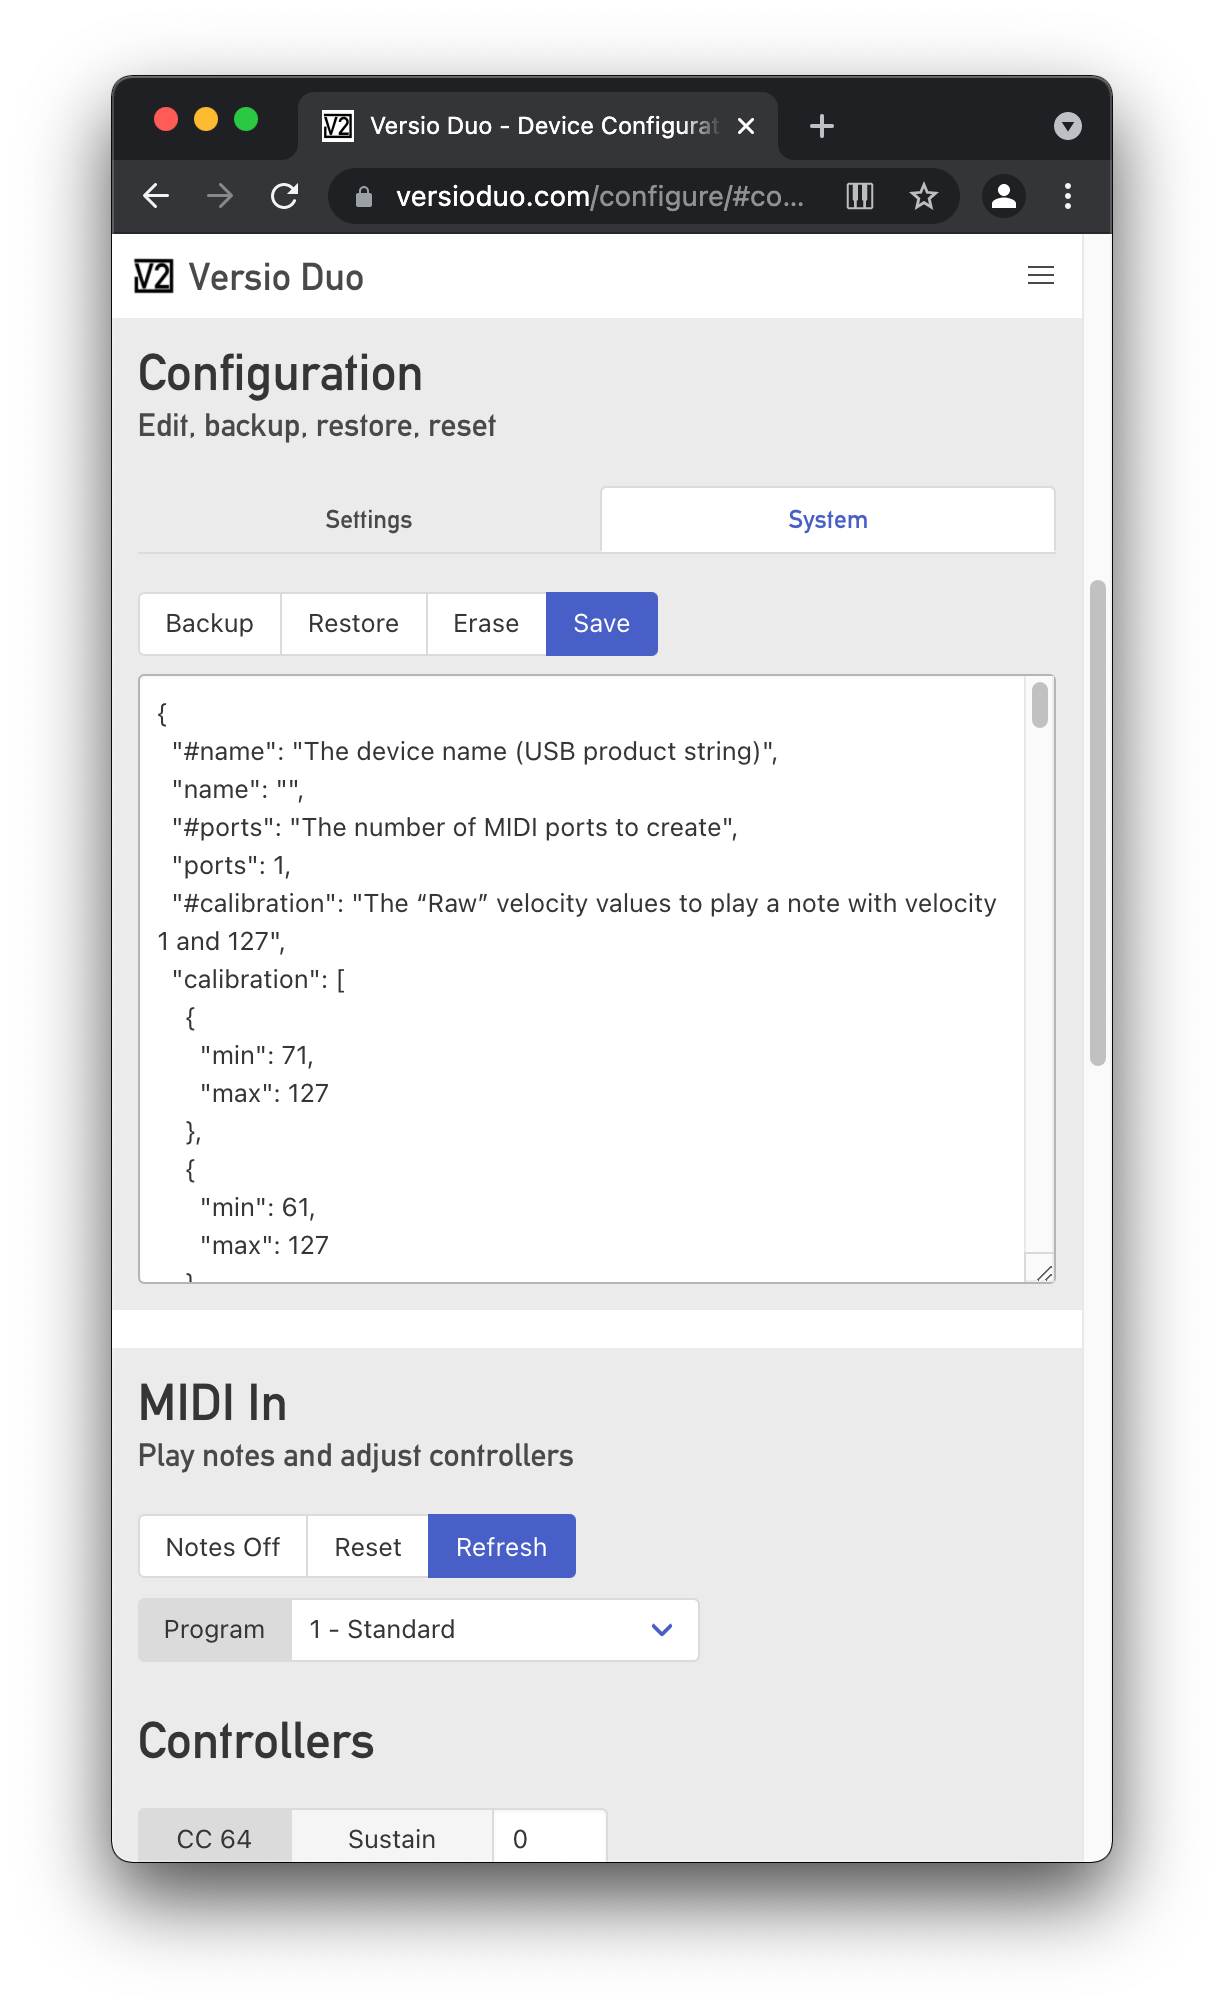 V2 Versio Duo - Device Configurat
versioduo.com/configure/#co...
V2 Versio Duo
Configuration
Edit, backup, restore, reset
Settings System
Backup Restore Erase Save
{
"#name": "The device name (USB product string)",
"name": "",
"#ports": "The number of MIDI ports to create",
"ports": 1,
"#calibration": "The “Raw” velocity values to play a note with velocity
1 and 127",
"calibration": [
{
"min": 71,
"max": 127
},
{
"min": 61,
"max": 127
}
MIDI In
Play notes and adjust controllers
Notes Off Reset Refresh
Program 1 - Standard
Controllers
CC 64 Sustain 0